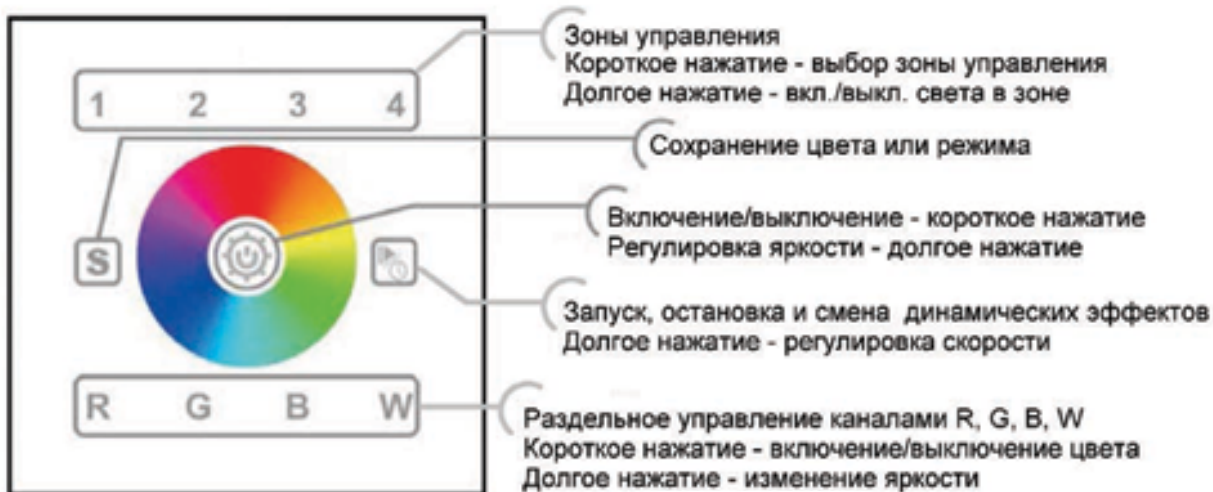 Зоны управления
Короткое нажатие - выбор зоны управления
Долгое нажатие - вкл./выкл. света в зоне
1 2 3 4
Сохранение цвета или режима
Включение/выключение - короткое нажатие
Регулировка яркости - долгое нажатие
S
Запуск, остановка и смена динамических эффектов
Долгое нажатие - регулировка скорости
R G B W
Раздельное управление каналами R, G, B, W
Короткое нажатие - включение/выключение цвета
Долгое нажатие - изменение яркости